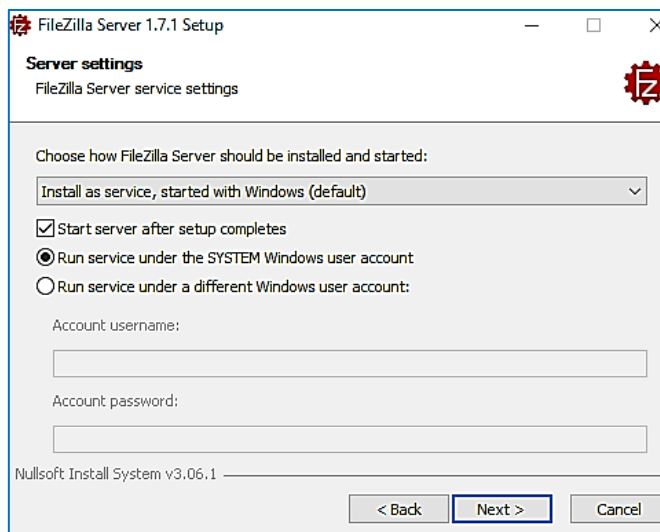 FileZilla Server 1.7.1 Setup
Server settings
FileZilla Server service settings
Fz
Choose how FileZilla Server should be installed and started:
Install as service, started with Windows (default)
Start server after setup completes
Run service under the SYSTEM Windows user account
Run service under a different Windows user account:
Account username:
Account password:
Nullsoft Install System v3.06.1
< Back
Next >
Cancel